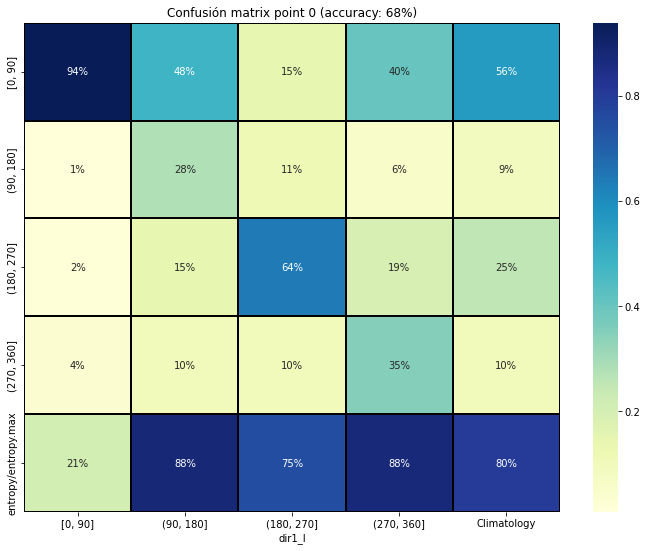 Confusión matrix point 0 (accuracy: 68%)
[0, 90] 94% 48% 15% 40% 56%
(90, 180] 1% 28% 11% 6% 9%
(180, 270] 2% 15% 64% 19% 25%
(270, 360] 4% 10% 10% 35% 10%
entropy/entropy.max 21% 88% 75% 88% 80%
[0, 90] (90, 180] (180, 270] (270, 360] Climatology
dir1_l
0.8
0.6
0.4
0.2